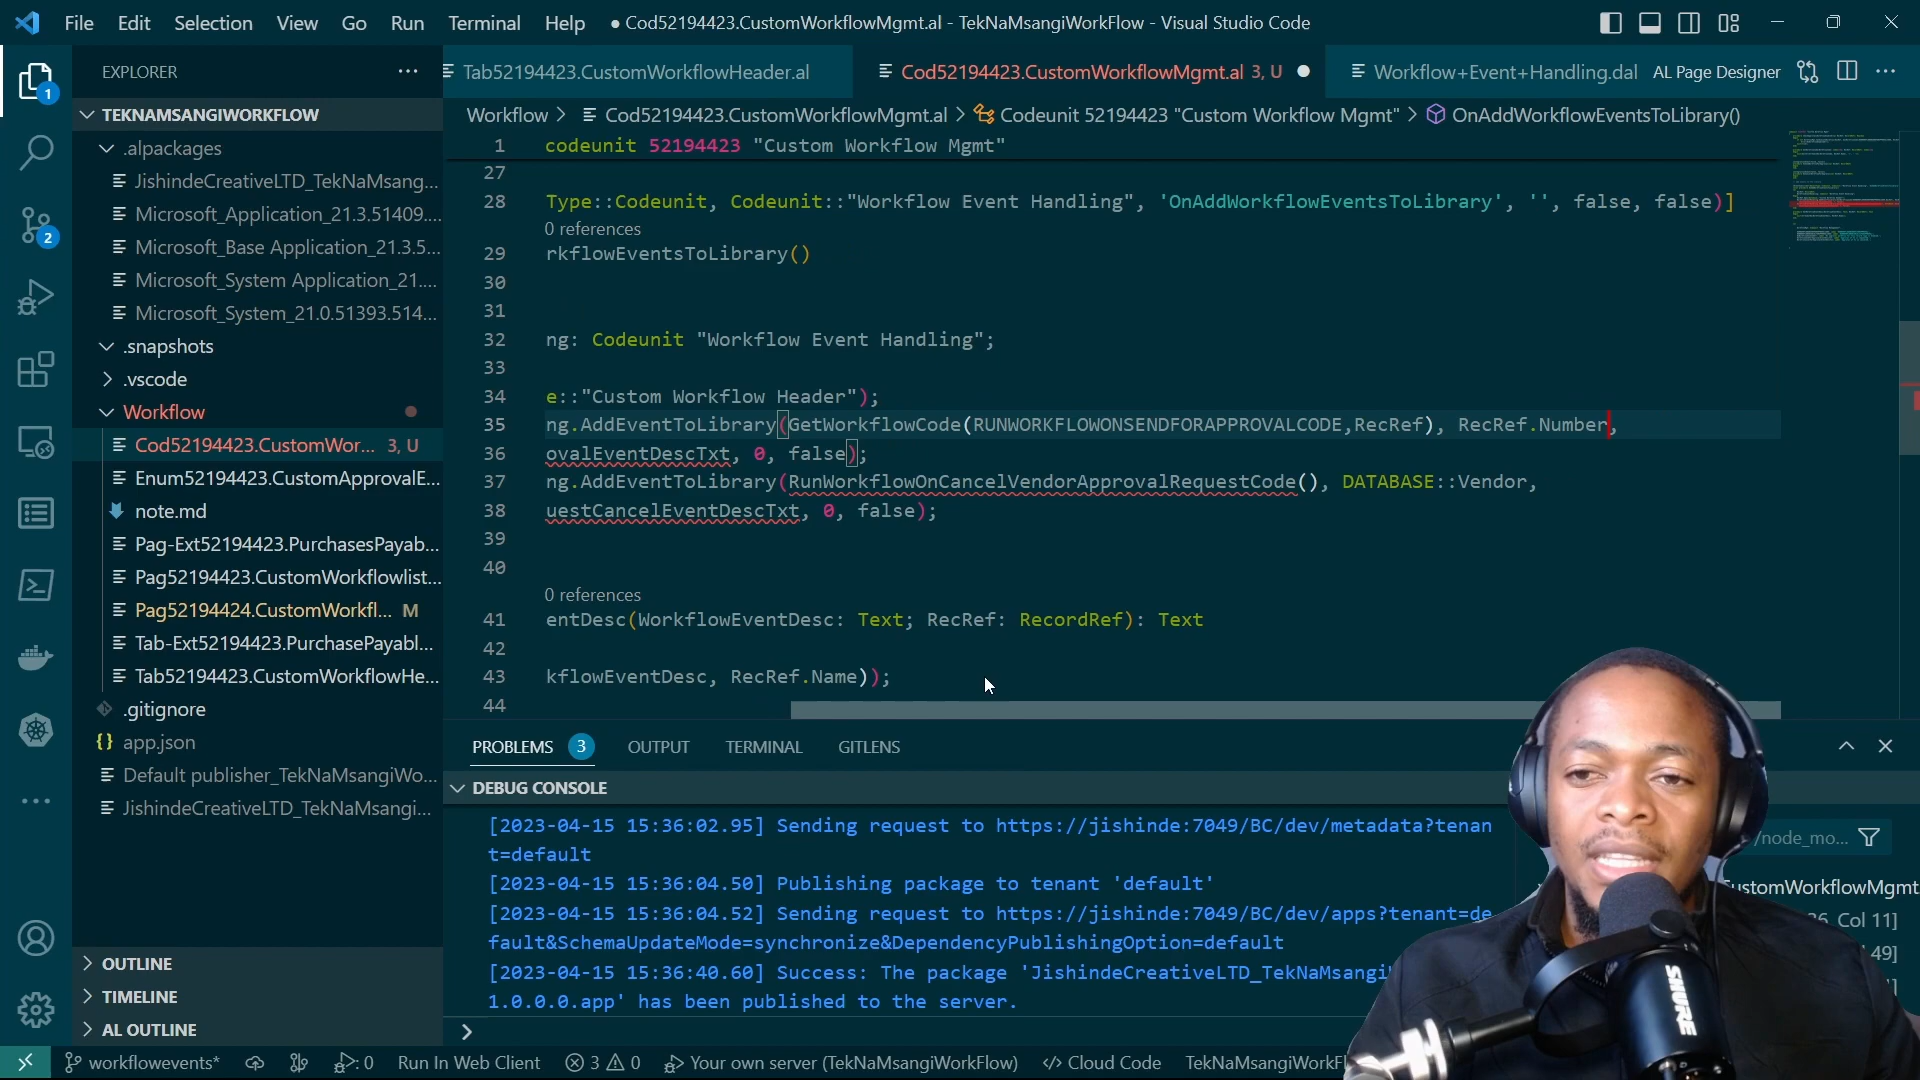 File Edit Selection View Go Run Terminal Help ● Cod52194423.CustomWorkflowMgmt.al - TekNaMsangiWorkFlow - Visual Studio Code
EXPLORER ···
Tab52194423.CustomWorkflowHeader.al
Cod52194423.CustomWorkflowMgmt.al 3, U ●
Workflow+Event+Handling.dal
AL Page Designer
TEKNAMSANGIWORKFLOW
.alpackages
JishindeCreativeLTD_TekNaMsang...
Microsoft_Application_21.3.51409....
Microsoft_Base Application_21.3.5...
Microsoft_System Application_21....
Microsoft_System_21.0.51393.514...
.snapshots
.vscode
Workflow
Cod52194423.CustomWor... 3, U
Enum52194423.CustomApprovalE...
note.md
Pag-Ext52194423.PurchasesPayab...
Pag52194423.CustomWorkflowlist...
Pag52194424.CustomWorkfl... M
Tab-Ext52194423.PurchasePayabl...
Tab52194423.CustomWorkflowHe...
.gitignore
{} app.json
Default publisher_TekNaMsangiWo...
JishindeCreativeLTD_TekNaMsangi...
OUTLINE
TIMELINE
AL OUTLINE
1
2
Workflow > Cod52194423.CustomWorkflowMgmt.al > Codeunit 52194423 "Custom Workflow Mgmt" > OnAddWorkflowEventsToLibrary()
1 codeunit 52194423 "Custom Workflow Mgmt"
27
28 Type::Codeunit, Codeunit::"Workflow Event Handling", 'OnAddWorkflowEventsToLibrary', '', false, false)]
0 references
29 rkflowEventsToLibrary()
30
31
32 ng: Codeunit "Workflow Event Handling";
33
34 e::"Custom Workflow Header");
35 ng.AddEventToLibrary(GetWorkflowCode(RUNWORKFLOWONSENDFORAPPROVALCODE,RecRef), RecRef.Number,
36 ovalEventDescTxt, 0, false);
37 ng.AddEventToLibrary(RunWorkflowOnCancelVendorApprovalRequestCode(), DATABASE::Vendor,
38 uestCancelEventDescTxt, 0, false);
39
40
0 references
41 entDesc(WorkflowEventDesc: Text; RecRef: RecordRef): Text
42
43 kflowEventDesc, RecRef.Name));
44
PROBLEMS 3 OUTPUT TERMINAL GITLENS
DEBUG CONSOLE
[2023-04-15 15:36:02.95] Sending request to https://jishinde:7049/BC/dev/metadata?tenan
t=default
[2023-04-15 15:36:04.50] Publishing package to tenant 'default'
[2023-04-15 15:36:04.52] Sending request to https://jishinde:7049/BC/dev/apps?tenant=de
fault&SchemaUpdateMode=synchronize&DependencyPublishingOption=default
[2023-04-15 15:36:40.60] Success: The package 'JishindeCreativeLTD_TekNaMsangi
1.0.0.0.app' has been published to the server.
>
/node_mo...
ustomWorkflowMgmt
Col 11]
49]
SHURE
workflowevents* 0 Run In Web Client 3 0 Your own server (TekNaMsangiWorkFlow) </> Cloud Code TekNaMsangiWorkF